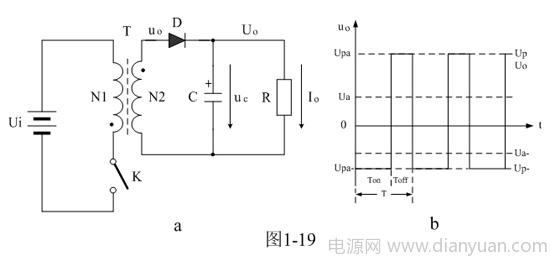 T
uo
D
Uo
N1
N2
C
+
uc
R
Io
Ui
K
a
uo
Upa
Up
Uo
Ua
0
t
Ua-
Upa-
Up-
Ton
Toff
T
b
图1-19
电源网 www.dianyuan.com